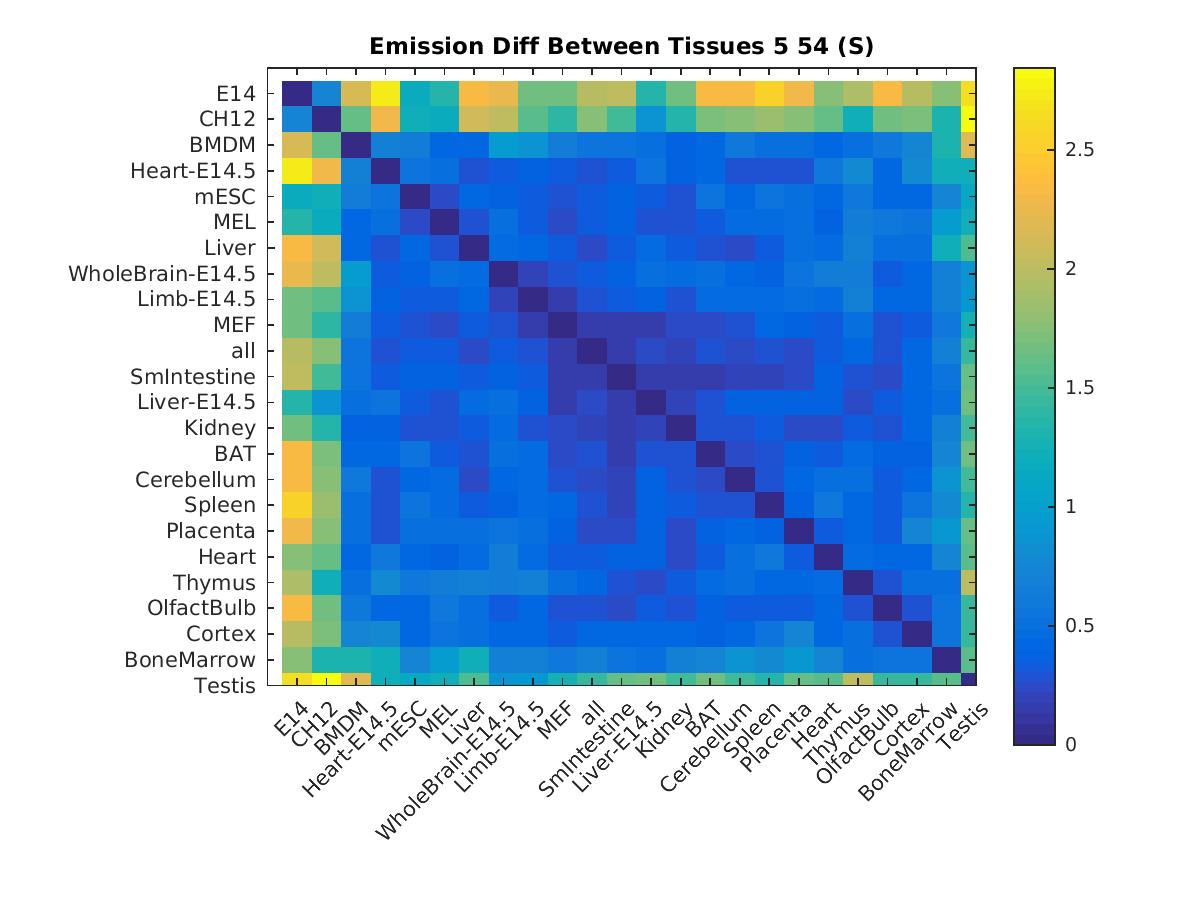 Emission Diff Between Tissues 5 54 (S)
E14
CH12
BMDM
Heart-E14.5
mESC
MEL
Liver
WholeBrain-E14.5
Limb-E14.5
MEF
all
SmIntestine
Liver-E14.5
Kidney
BAT
Cerebellum
Spleen
Placenta
Heart
Thymus
OlfactBulb
Cortex
BoneMarrow
Testis
E14
CH12
BMDM
Heart-E14.5
mESC
MEL
Liver
WholeBrain-E14.5
Limb-E14.5
MEF
all
SmIntestine
Liver-E14.5
Kidney
BAT
Cerebellum
Spleen
Placenta
Heart
Thymus
OlfactBulb
Cortex
BoneMarrow
Testis
2.5
2
1.5
1
0.5
0